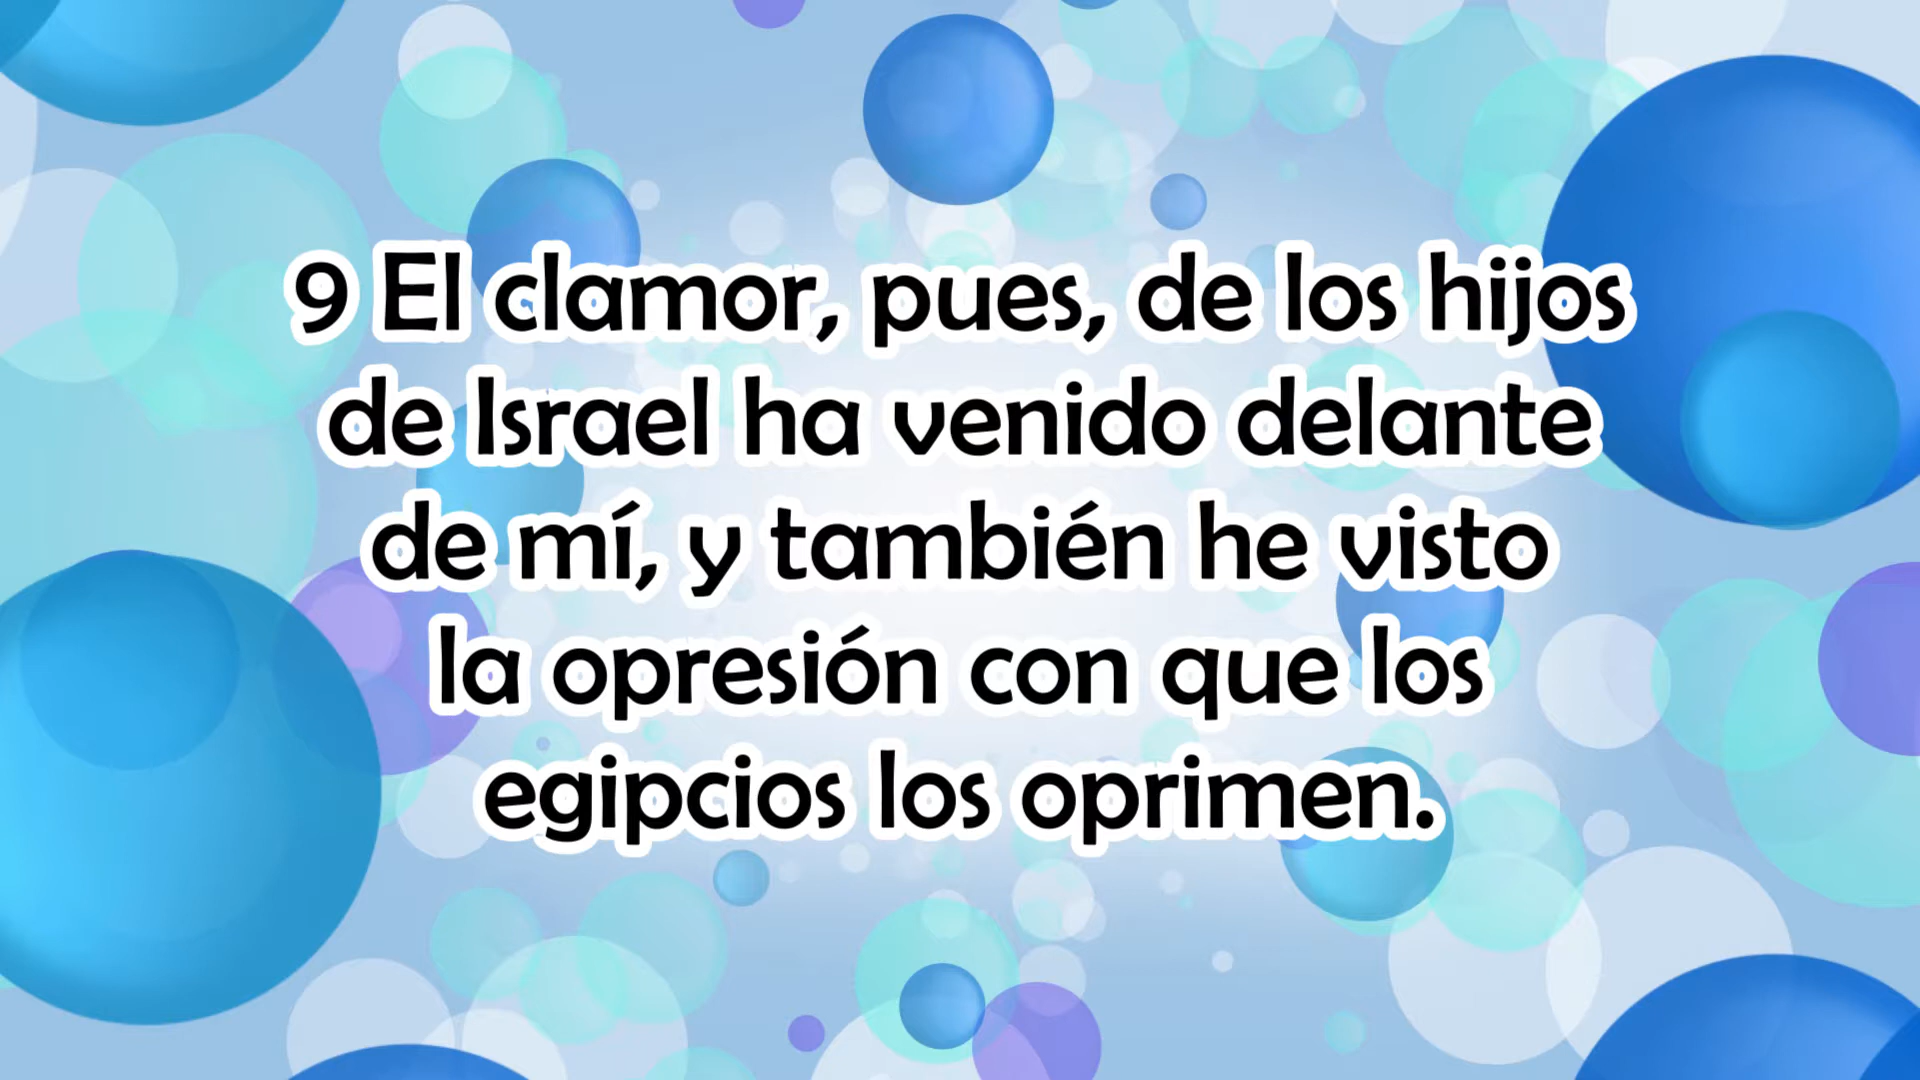 9 El clamor, pues, de los hijos
de Israel ha venido delante
de mí, y también he visto
la opresión con que los
egipcios los oprimen.